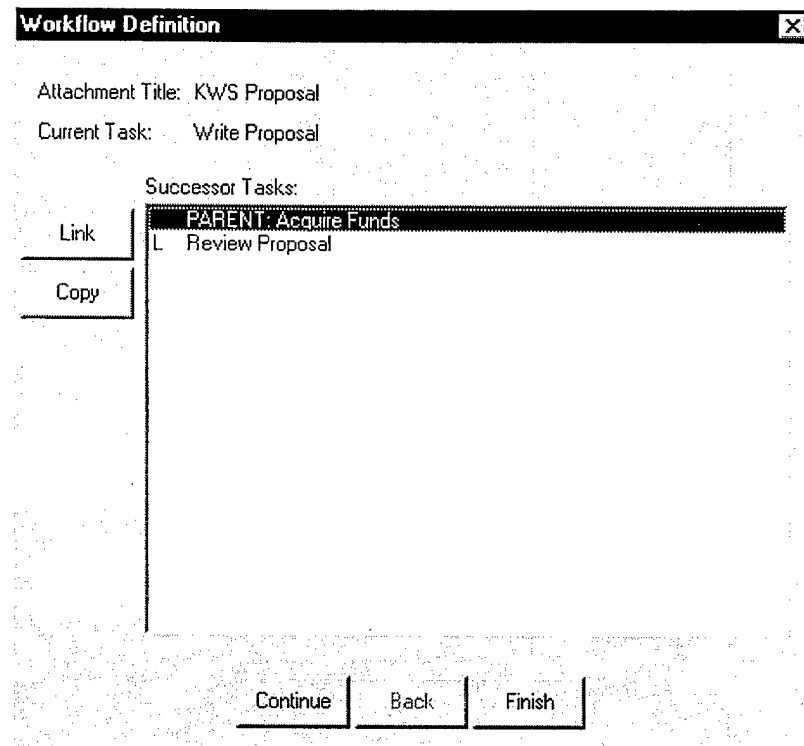 Workflow Definition
Attachment Title: KWS Proposal
Current Task: Write Proposal
Successor Tasks:
Link
PARENT: Acquire Funds
L Review Proposal
Copy
Continue Back Finish